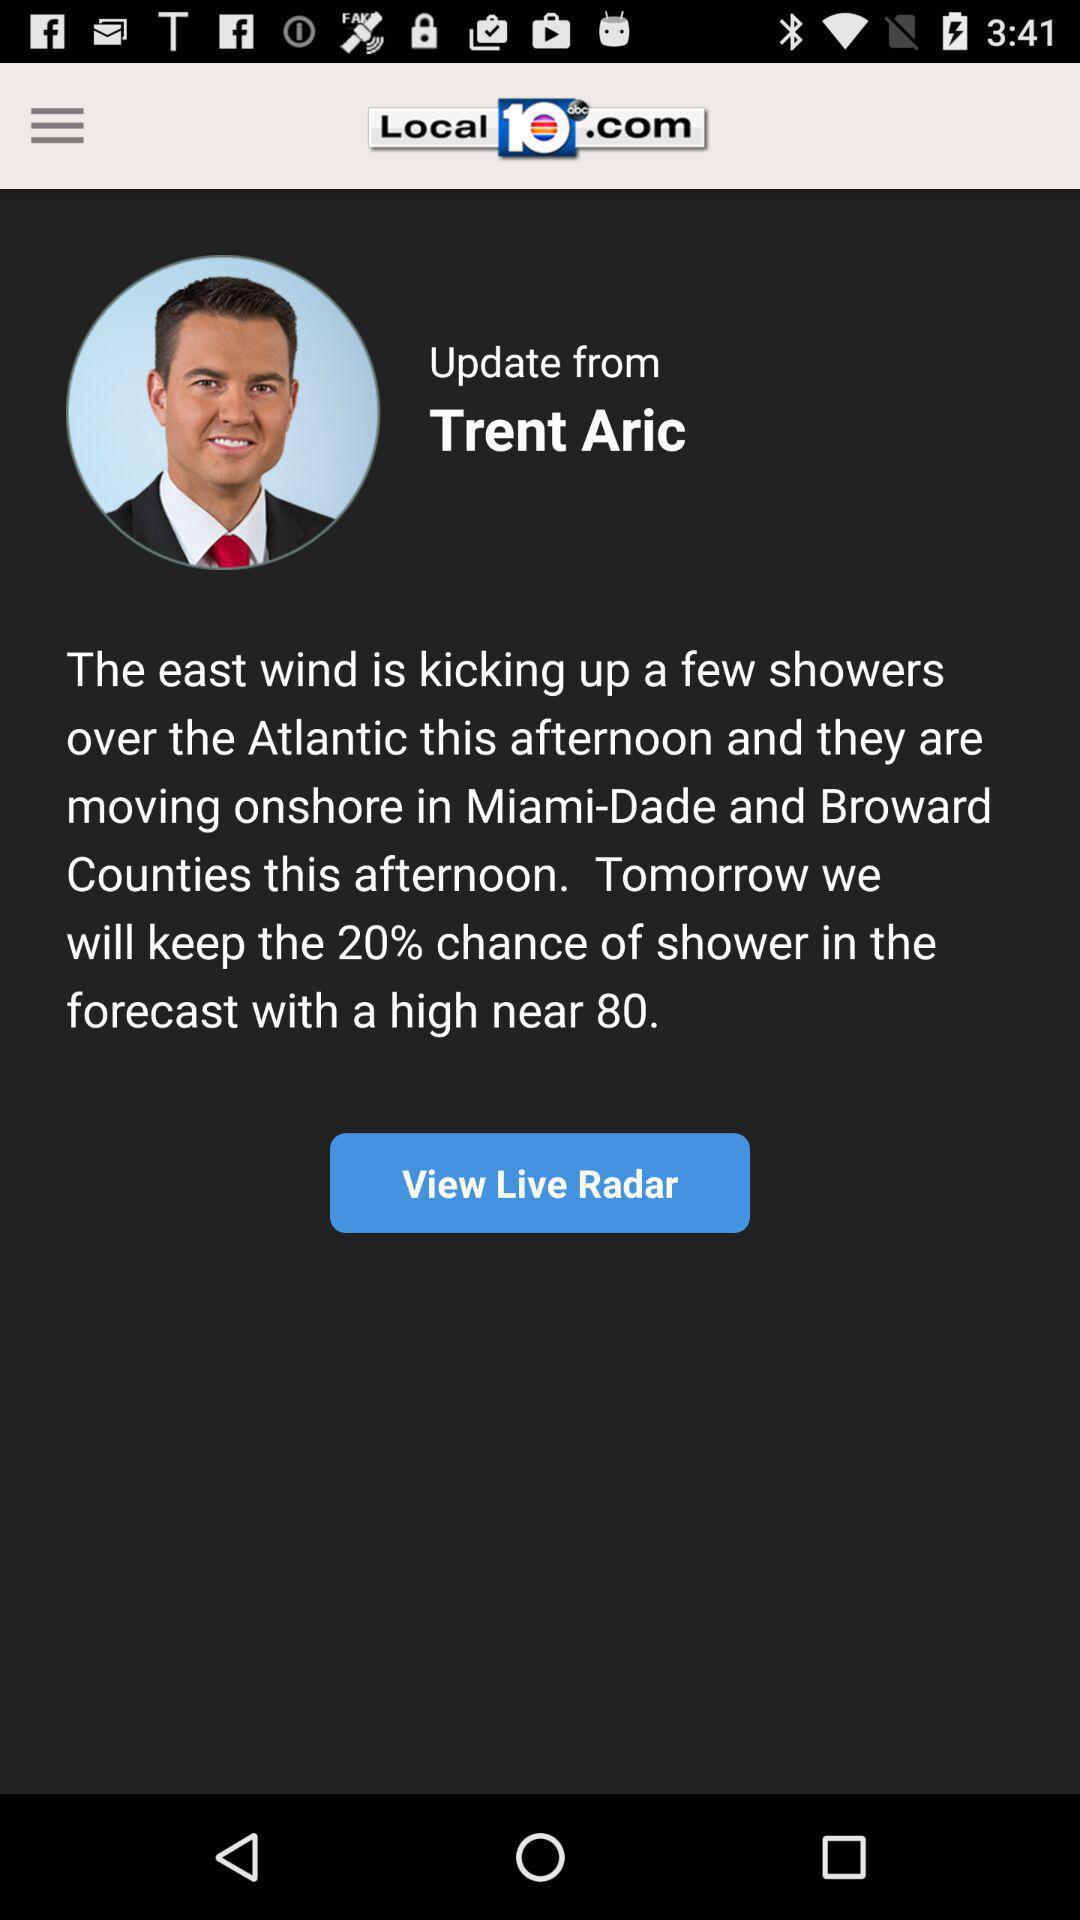 FAKE
3:41
Local 10 abc .com
Update from
Trent Aric
The east wind is kicking up a few showers
over the Atlantic this afternoon and they are
moving onshore in Miami-Dade and Broward
Counties this afternoon.  Tomorrow we
will keep the 20% chance of shower in the
forecast with a high near 80.
View Live Radar